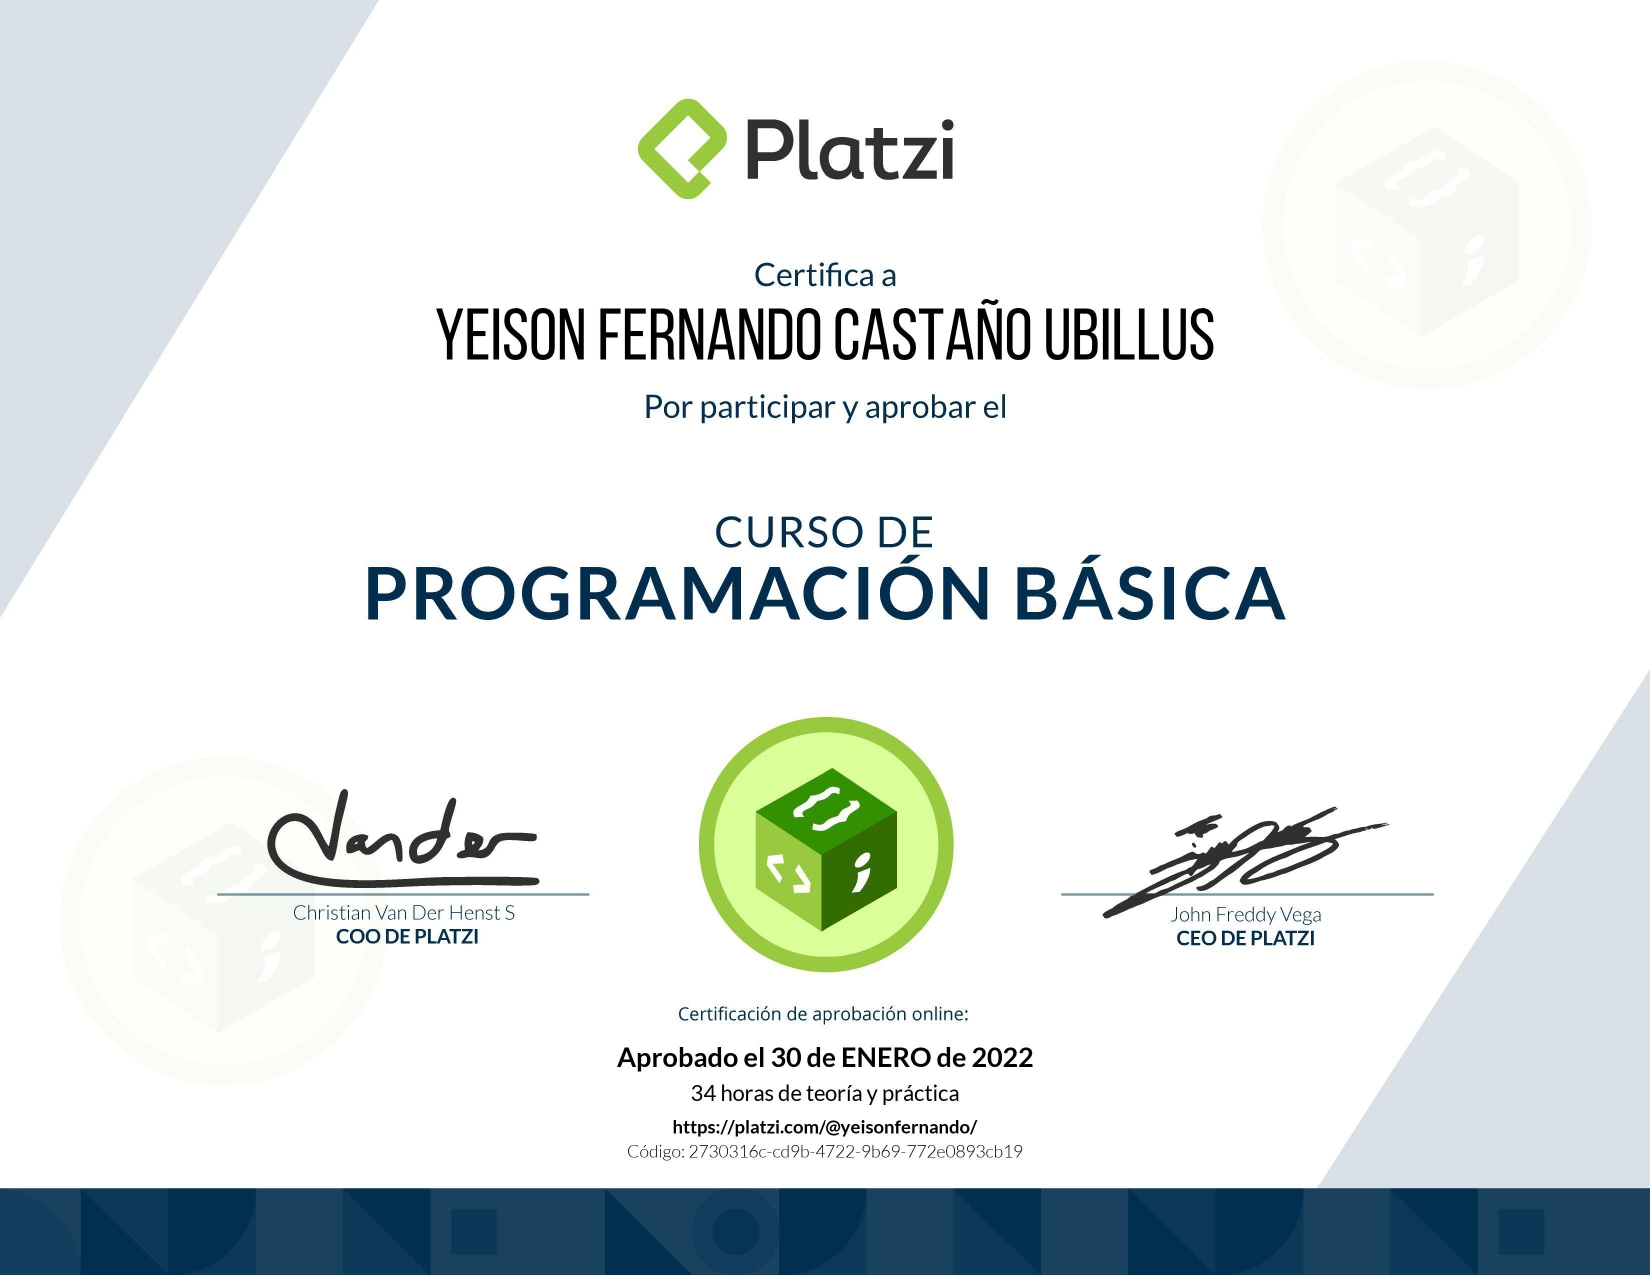 Platzi
Certifica a
YEISON FERNANDO CASTAÑO UBILLUS
Por participar y aprobar el
CURSO DE
PROGRAMACIÓN BÁSICA
Vander
Christian Van Der Henst S
COO DE PLATZI
John Freddy Vega
CEO DE PLATZI
Certificación de aprobación online:
Aprobado el 30 de ENERO de 2022
34 horas de teoría y práctica
https://platzi.com/@yeisonfernando/
Código: 2730316c-cd9b-4722-9b69-772e0893cb19